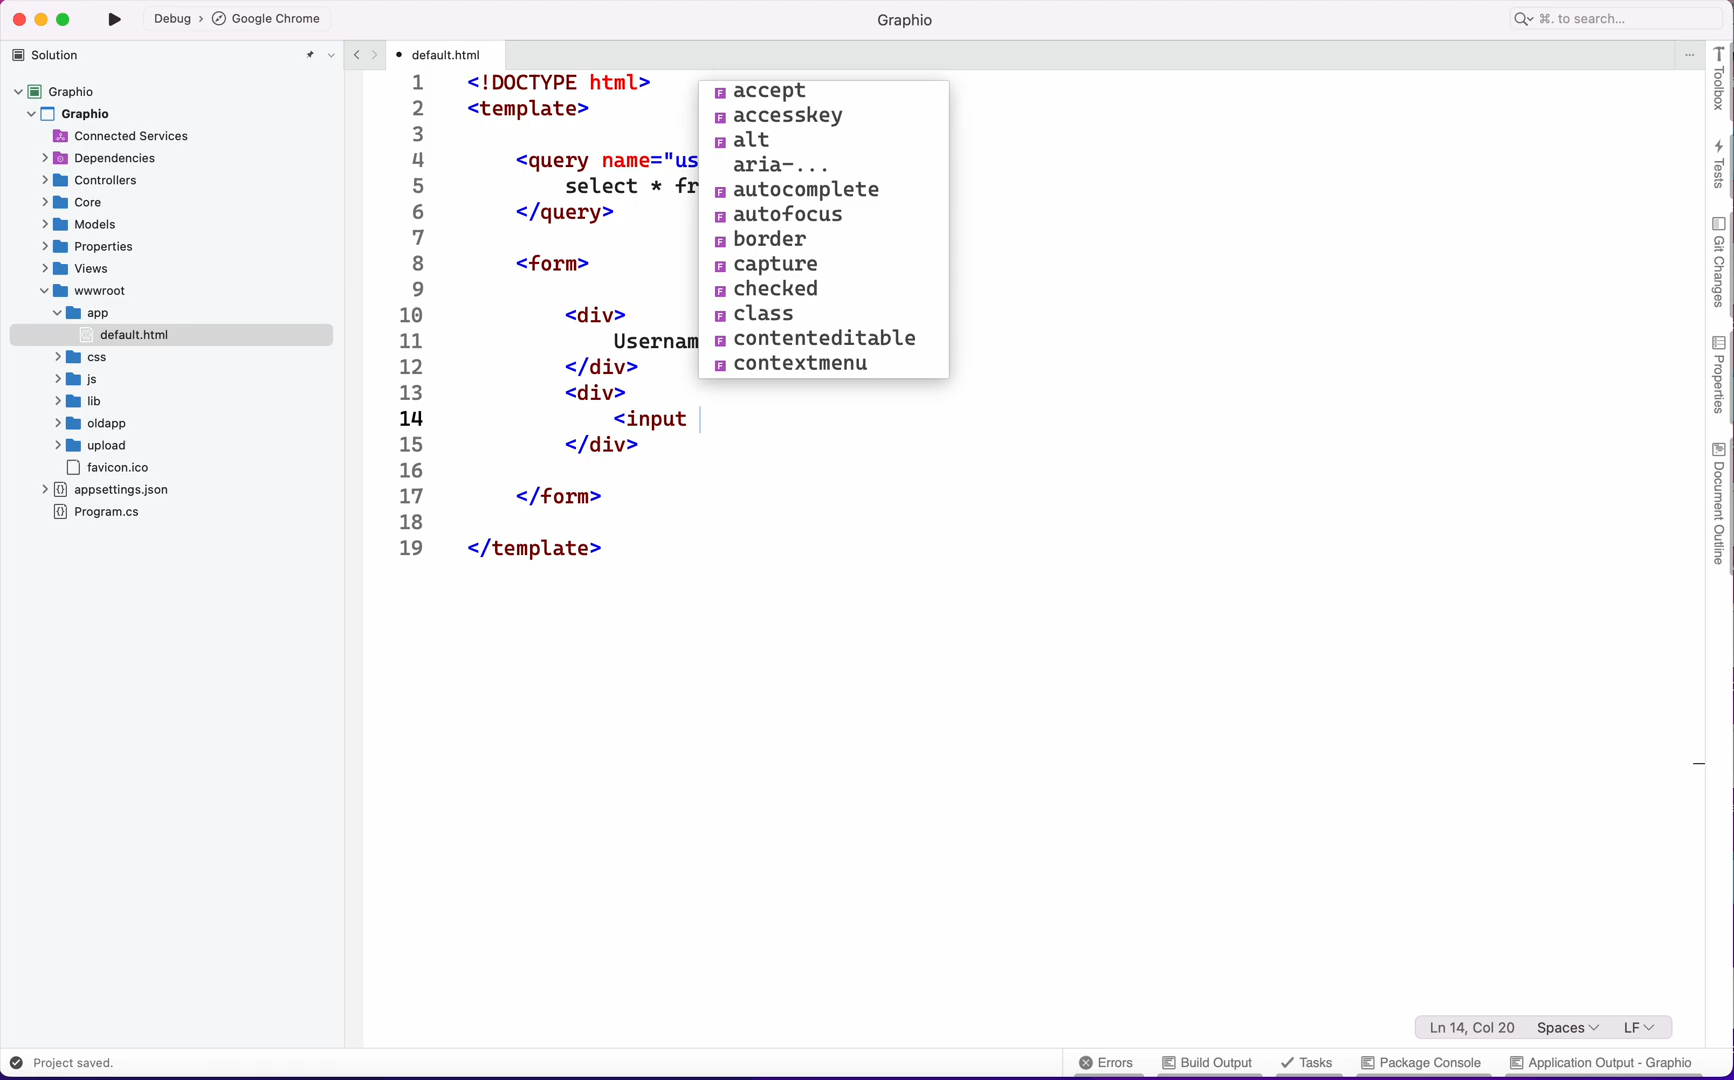 Debug › Google Chrome
Graphio
⌘. to search...
Solution
default.html
Graphio
Graphio
Connected Services
Dependencies
Controllers
Core
Models
Properties
Views
wwwroot
app
default.html
css
js
lib
oldapp
upload
favicon.ico
appsettings.json
Program.cs
1 <!DOCTYPE html>
2 <template>
3
4 <query name="us
5 select * fr
6 </query>
7
8 <form>
9
10 <div>
11 Usernam
12 </div>
13 <div>
14 <input
15 </div>
16
17 </form>
18
19 </template>
accept
accesskey
alt
aria-...
autocomplete
autofocus
border
capture
checked
class
contenteditable
contextmenu
Toolbox
Tests
Git Changes
Properties
Document Outline
Ln 14, Col 20 Spaces LF
Project saved.
Errors Build Output Tasks Package Console Application Output - Graphio